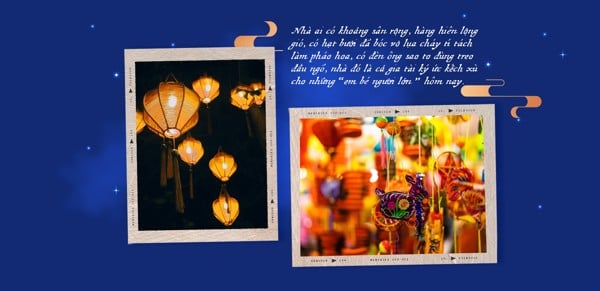 Nhà ai có khoảng sân rộng, hàng hiên lộng
gió, có hạt bưởi đã bóc vỏ lụa cháy tí tách
làm pháo hoa, có đèn ông sao to đùng treo
đầu ngõ, nhà đó là cả gia tài ký ức kếch xù
cho những "em bé người lớn" hôm nay.